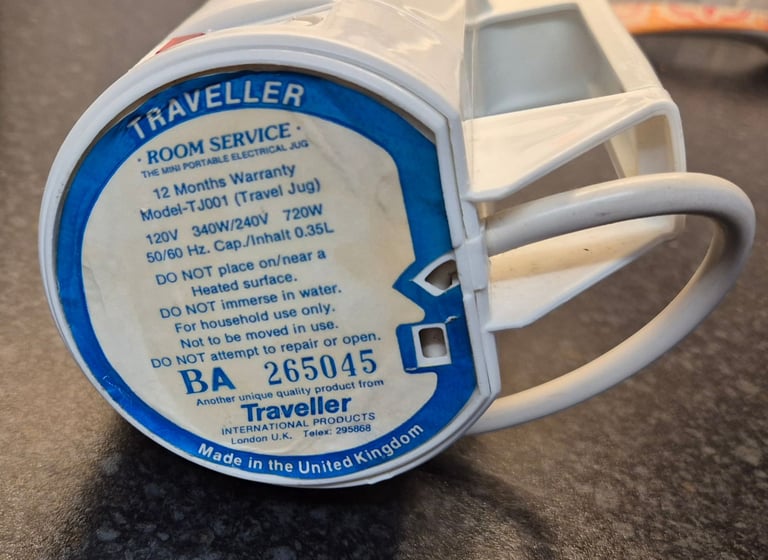 TRAVELLER
· ROOM SERVICE ·
THE MINI PORTABLE ELECTRICAL JUG
12 Months Warranty
Model-TJ001 (Travel Jug)
120V 340W/240V 720W
50/60 Hz. Cap./Inhalt 0.35L
DO NOT place on/near a
Heated surface.
DO NOT immerse in water.
For household use only.
Not to be moved in use.
DO NOT attempt to repair or open.
BA 265045
Another unique quality product from
Traveller
INTERNATIONAL PRODUCTS
London U.K. Telex: 295868
Made in the United Kingdom